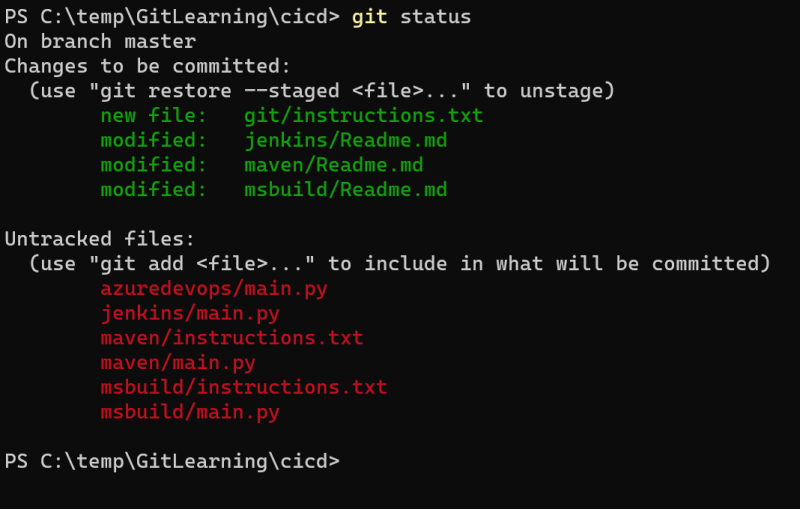 PS C:\temp\GitLearning\cicd> git status
On branch master
Changes to be committed:
  (use "git restore --staged <file>..." to unstage)
        new file:   git/instructions.txt
        modified:   jenkins/Readme.md
        modified:   maven/Readme.md
        modified:   msbuild/Readme.md

Untracked files:
  (use "git add <file>..." to include in what will be committed)
        azuredevops/main.py
        jenkins/main.py
        maven/instructions.txt
        maven/main.py
        msbuild/instructions.txt
        msbuild/main.py

PS C:\temp\GitLearning\cicd>